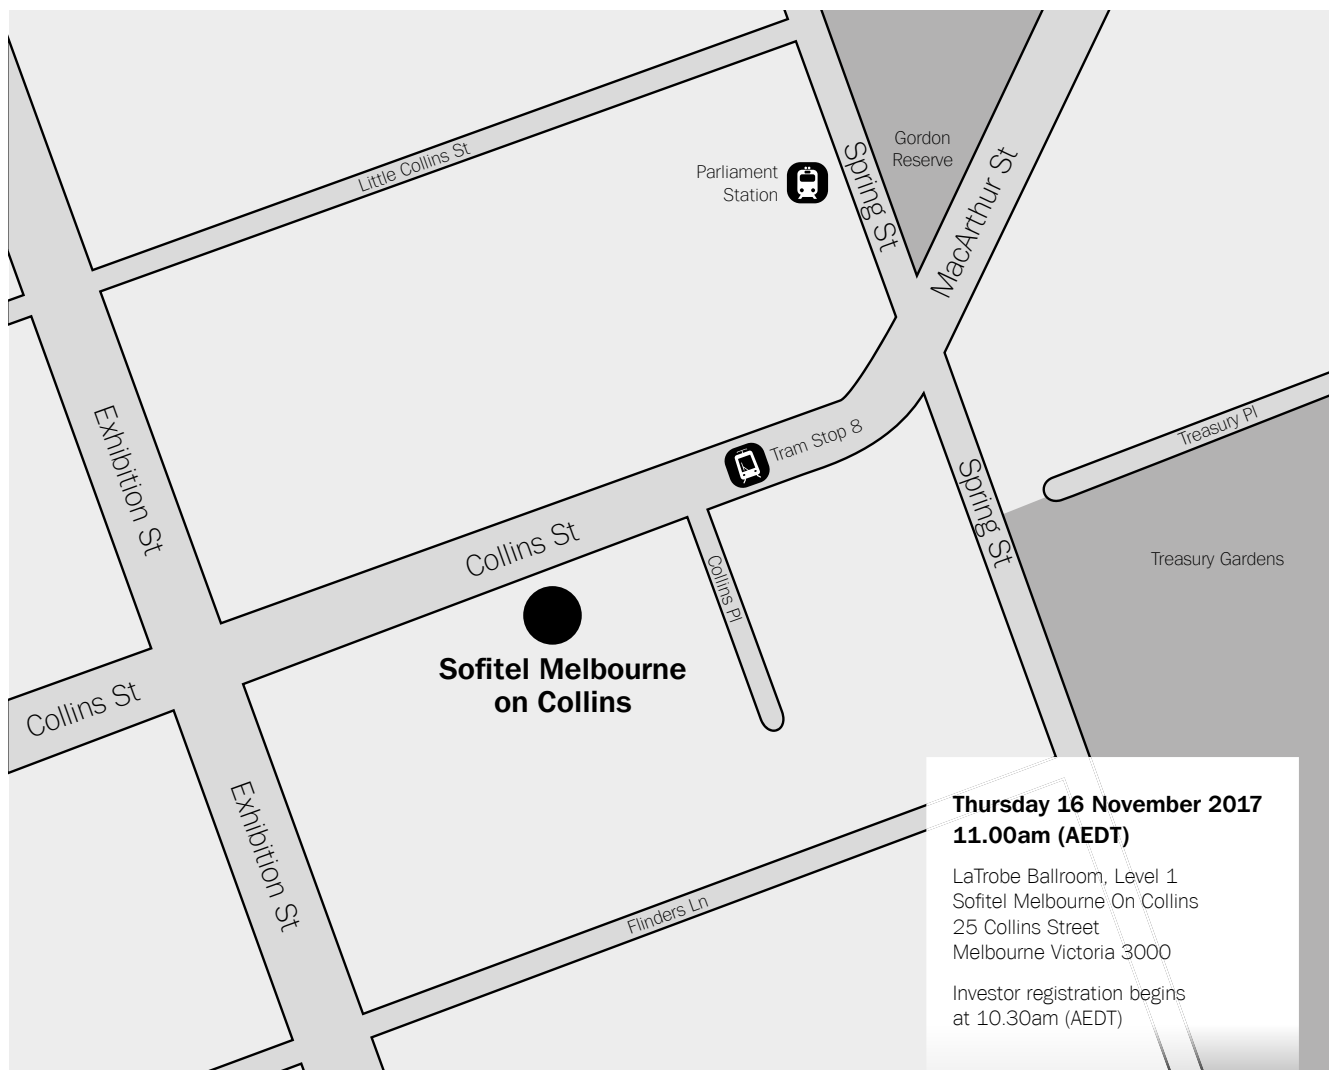 Gordon
Reserve
Little Collins St
Spring St
Parliament
Station
MacArthur St
Exhibition St
Tram Stop 8
Treasury Pl
Spring St
Collins St
Treasury Gardens
Collins Pl
Sofitel Melbourne
on Collins
Collins St
Exhibition St
Flinders Ln
Thursday 16 November 2017
11.00am (AEDT)
LaTrobe Ballroom, Level 1
Sofitel Melbourne On Collins
25 Collins Street
Melbourne Victoria 3000
Investor registration begins
at 10.30am (AEDT)